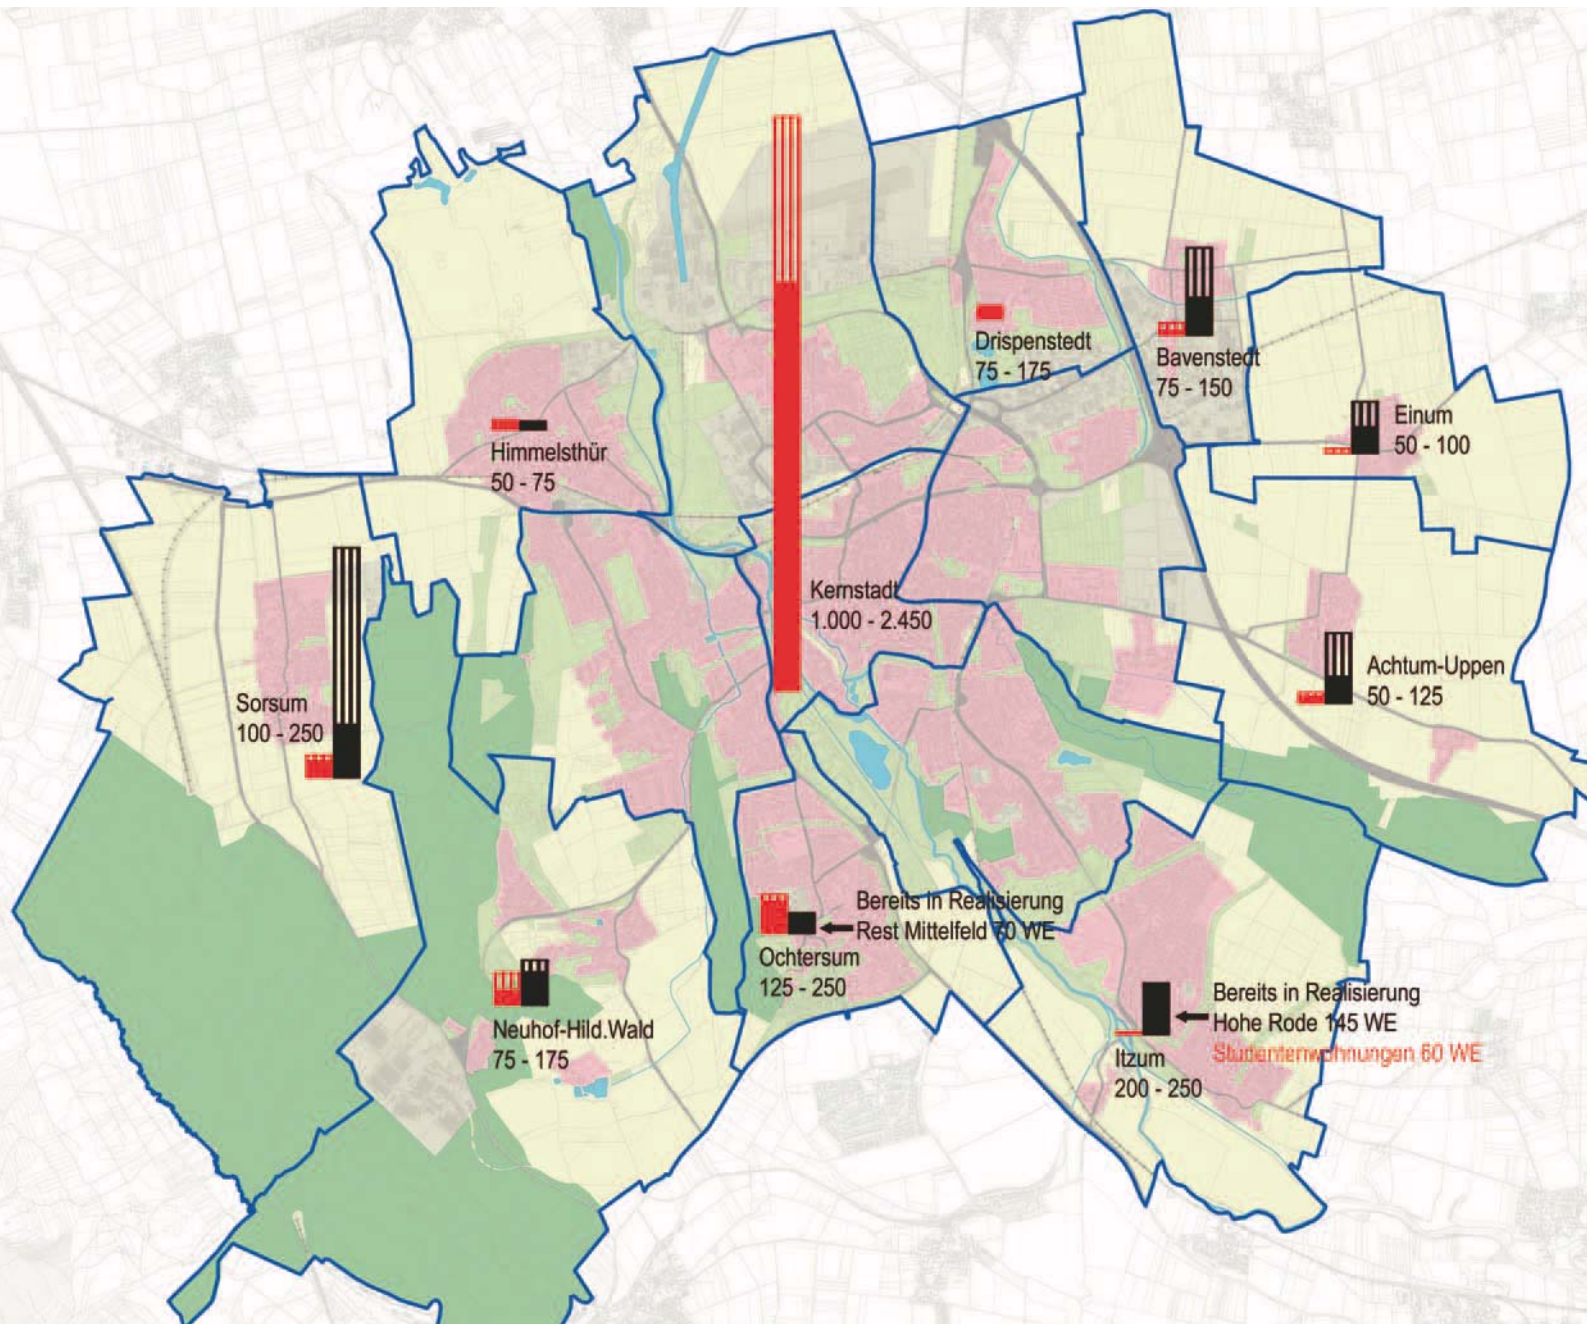 Drispenstedt
75 - 175
Bavenstedt
75 - 150
Einum
50 - 100
Himmelsthür
50 - 75
Kernstadt
1.000 - 2.450
Achtum-Uppen
50 - 125
Sorsum
100 - 250
Bereits in Realisierung
Rest Mittelfeld 70 WE
Ochtersum
125 - 250
Bereits in Realisierung
Hohe Rode 145 WE
Studentenwohnungen 60 WE
Neuhof-Hild.Wald
75 - 175
Itzum
200 - 250